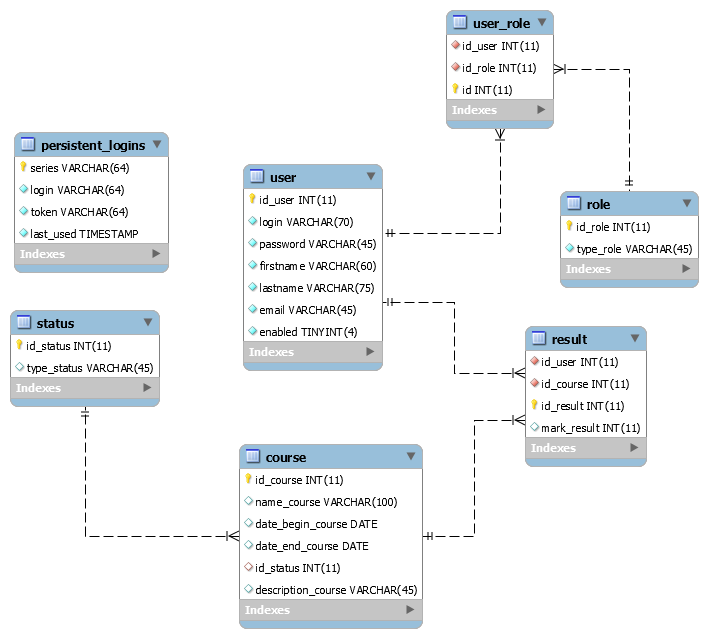 user_role
id_user INT(11)
id_role INT(11)
id INT(11)
Indexes
persistent_logins
series VARCHAR(64)
login VARCHAR(64)
token VARCHAR(64)
last_used TIMESTAMP
Indexes
user
id_user INT(11)
login VARCHAR(70)
password VARCHAR(45)
firstname VARCHAR(60)
lastname VARCHAR(75)
email VARCHAR(45)
enabled TINYINT(4)
Indexes
role
id_role INT(11)
type_role VARCHAR(45)
Indexes
status
id_status INT(11)
type_status VARCHAR(45)
Indexes
result
id_user INT(11)
id_course INT(11)
id_result INT(11)
mark_result INT(11)
Indexes
course
id_course INT(11)
name_course VARCHAR(100)
date_begin_course DATE
date_end_course DATE
id_status INT(11)
description_course VARCHAR(45)
Indexes